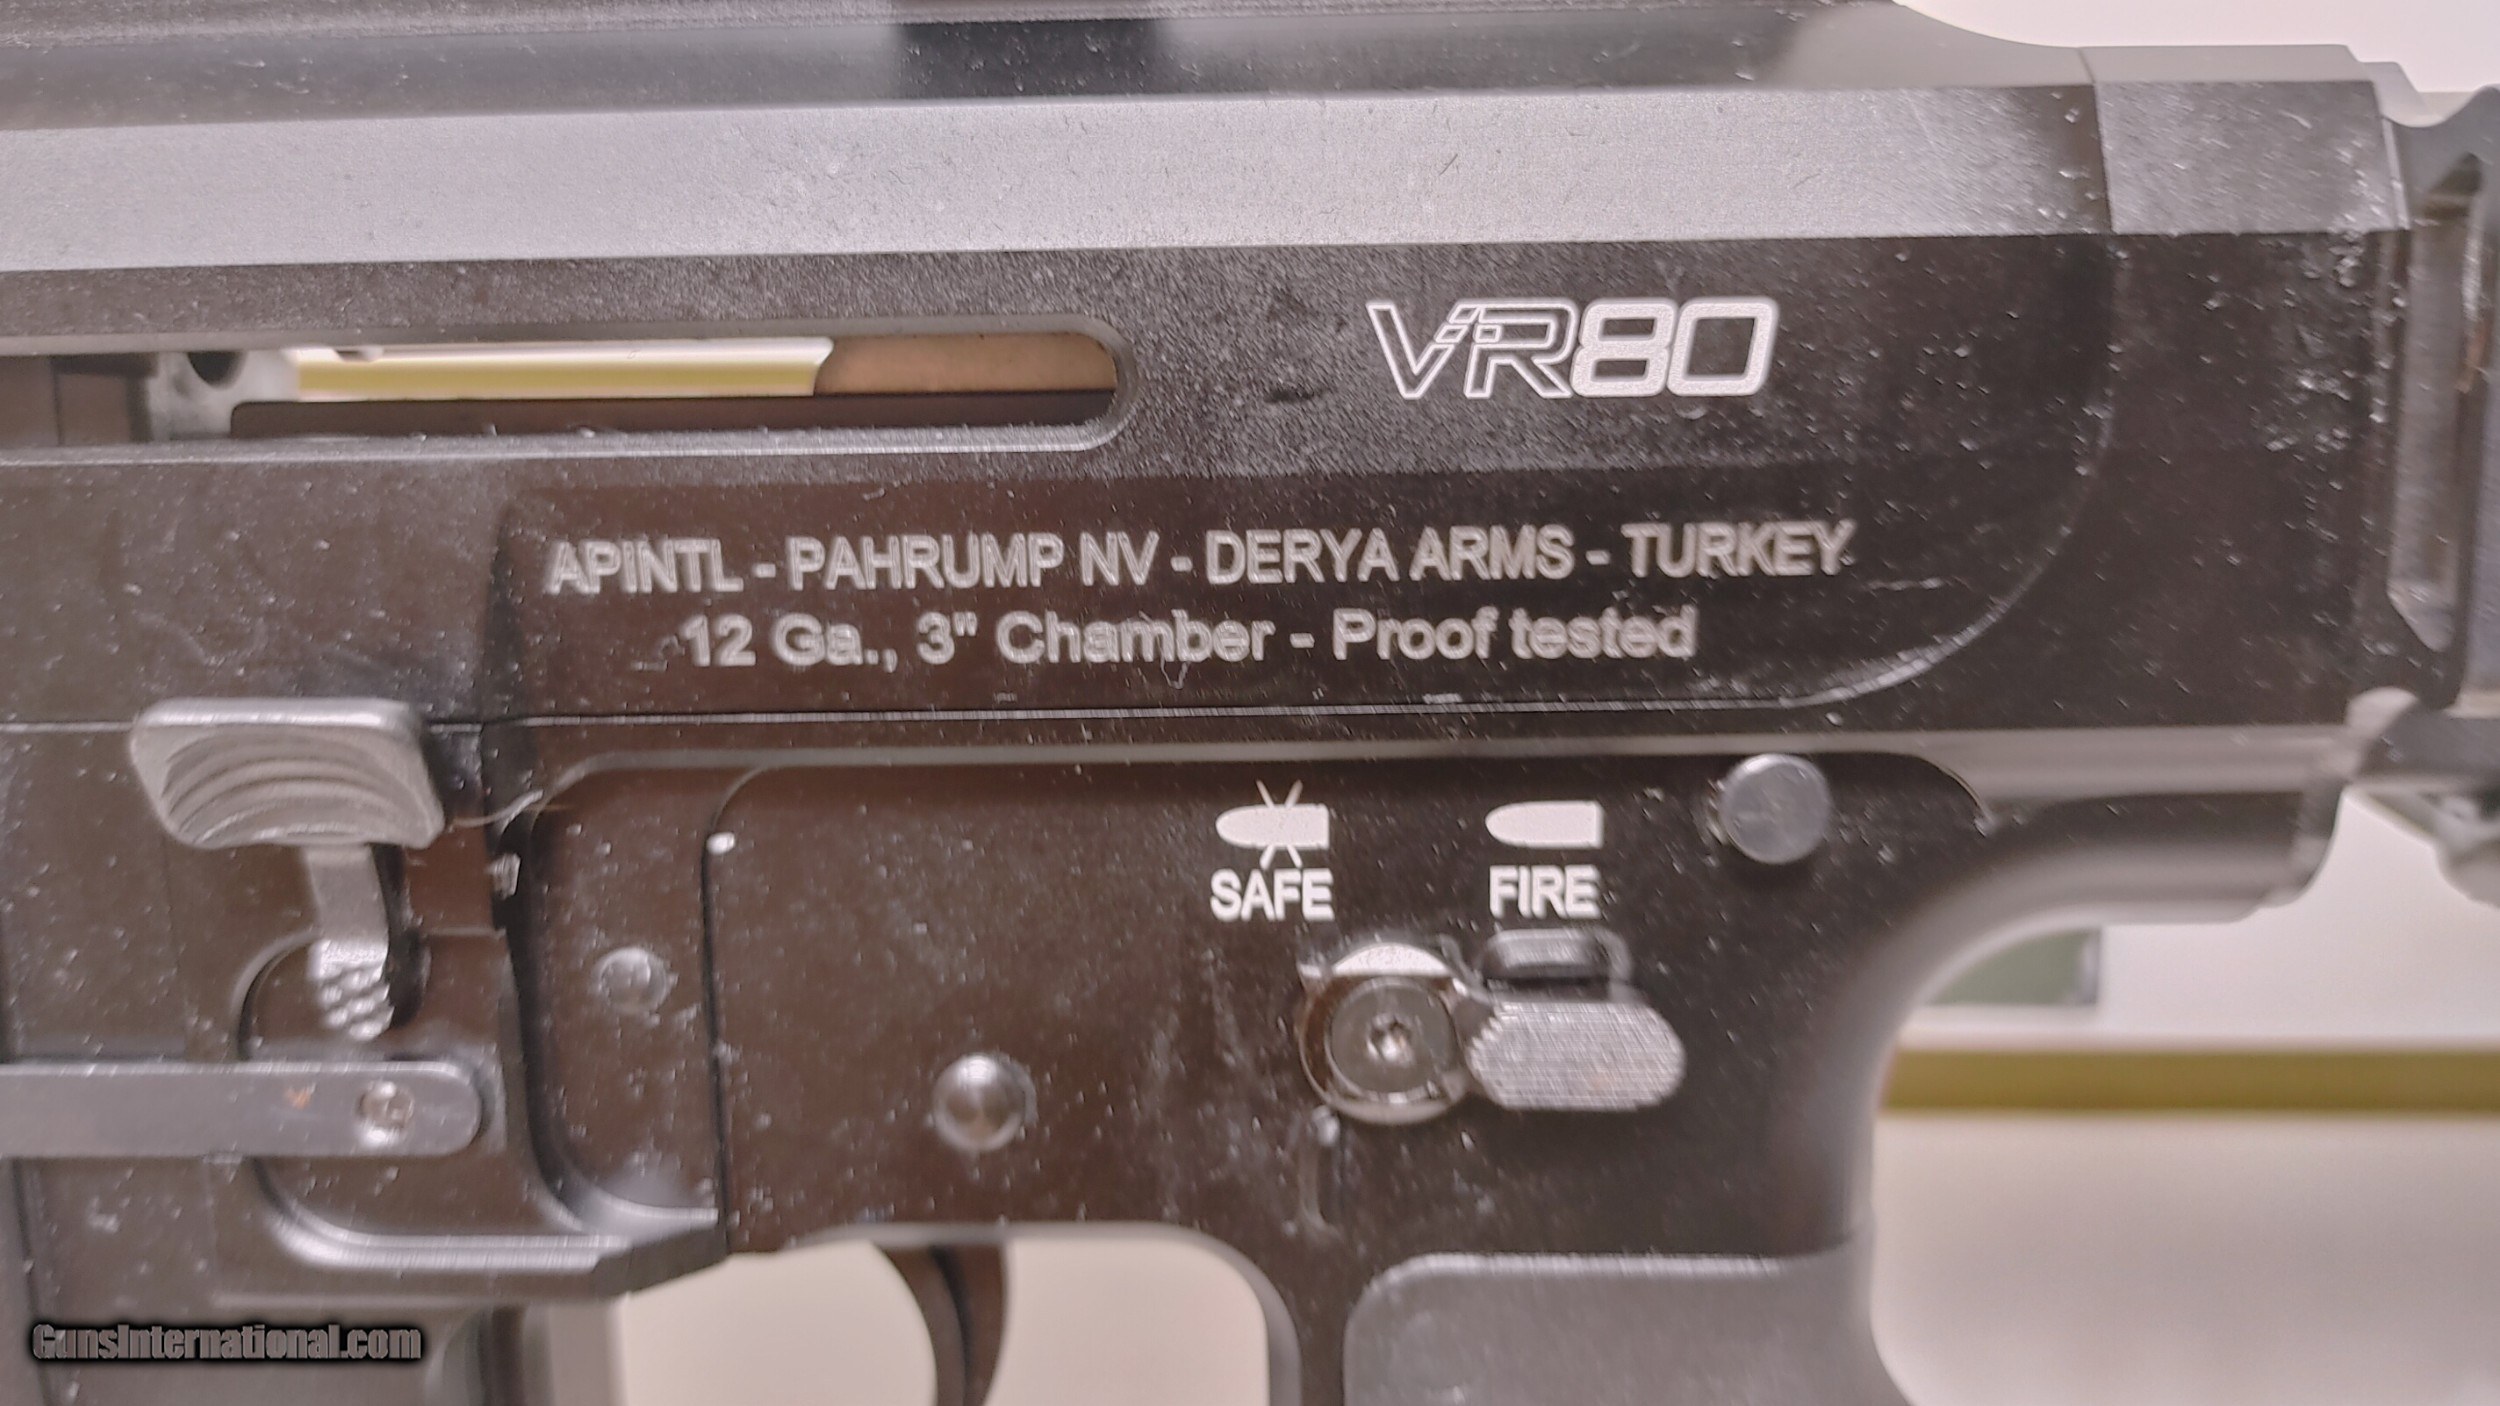 VR80
APINTL - PAHRUMP NV - DERYA ARMS - TURKEY
12 Ga., 3" Chamber - Proof tested
SAFE FIRE
GunsInternational.com